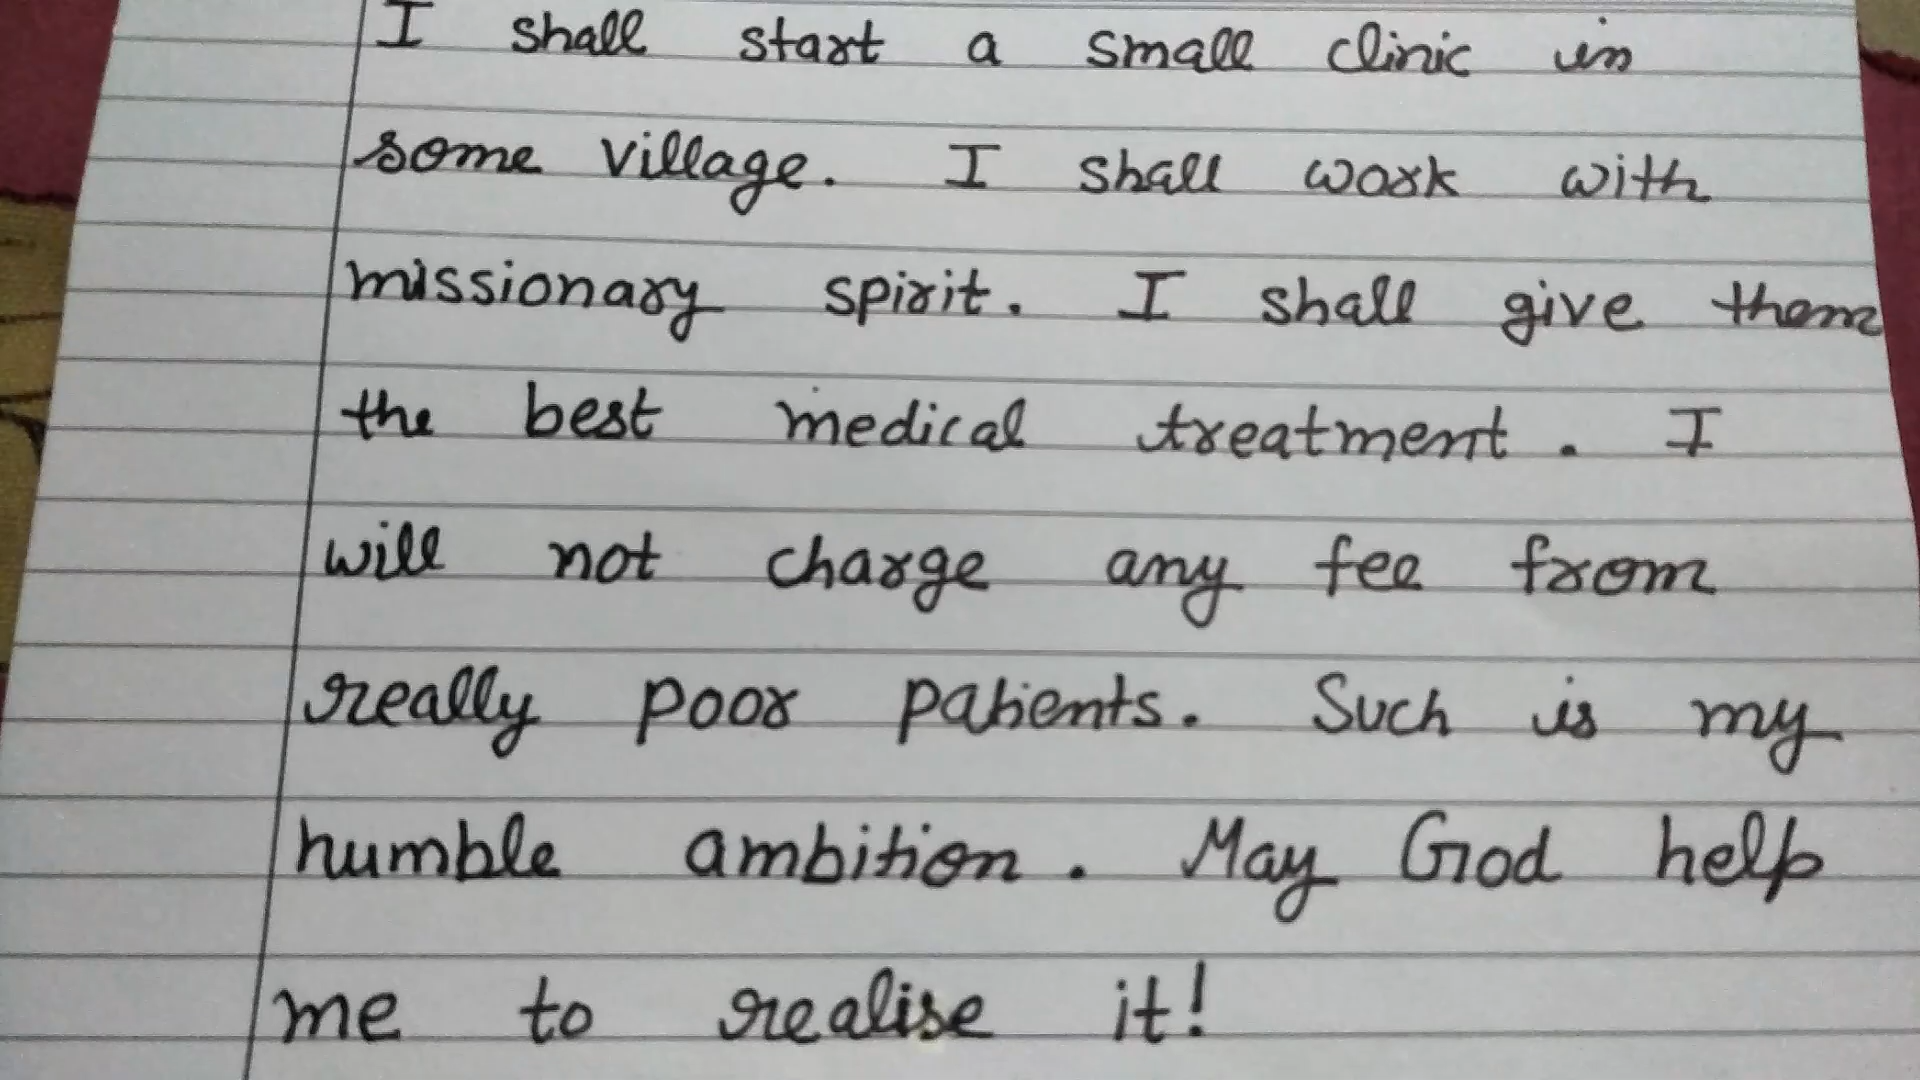 I shall start a small clinic in
some village. I shall work with
missionary spirit. I shall give them
the best medical treatment. I
will not charge any fee from
really poor patients. Such is my
humble ambition. May God help
me to realise it!